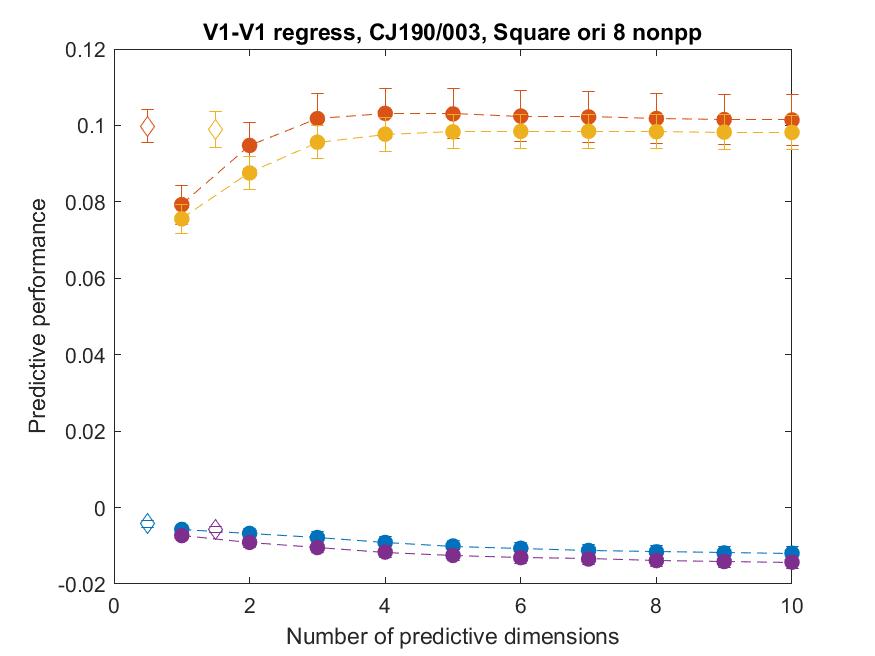 V1-V1 regress, CJ190/003, Square ori 8 nonpp
0.12
0.1
0.08
0.06
0.04
0.02
0
-0.02
Predictive performance
0 2 4 6 8 10
Number of predictive dimensions